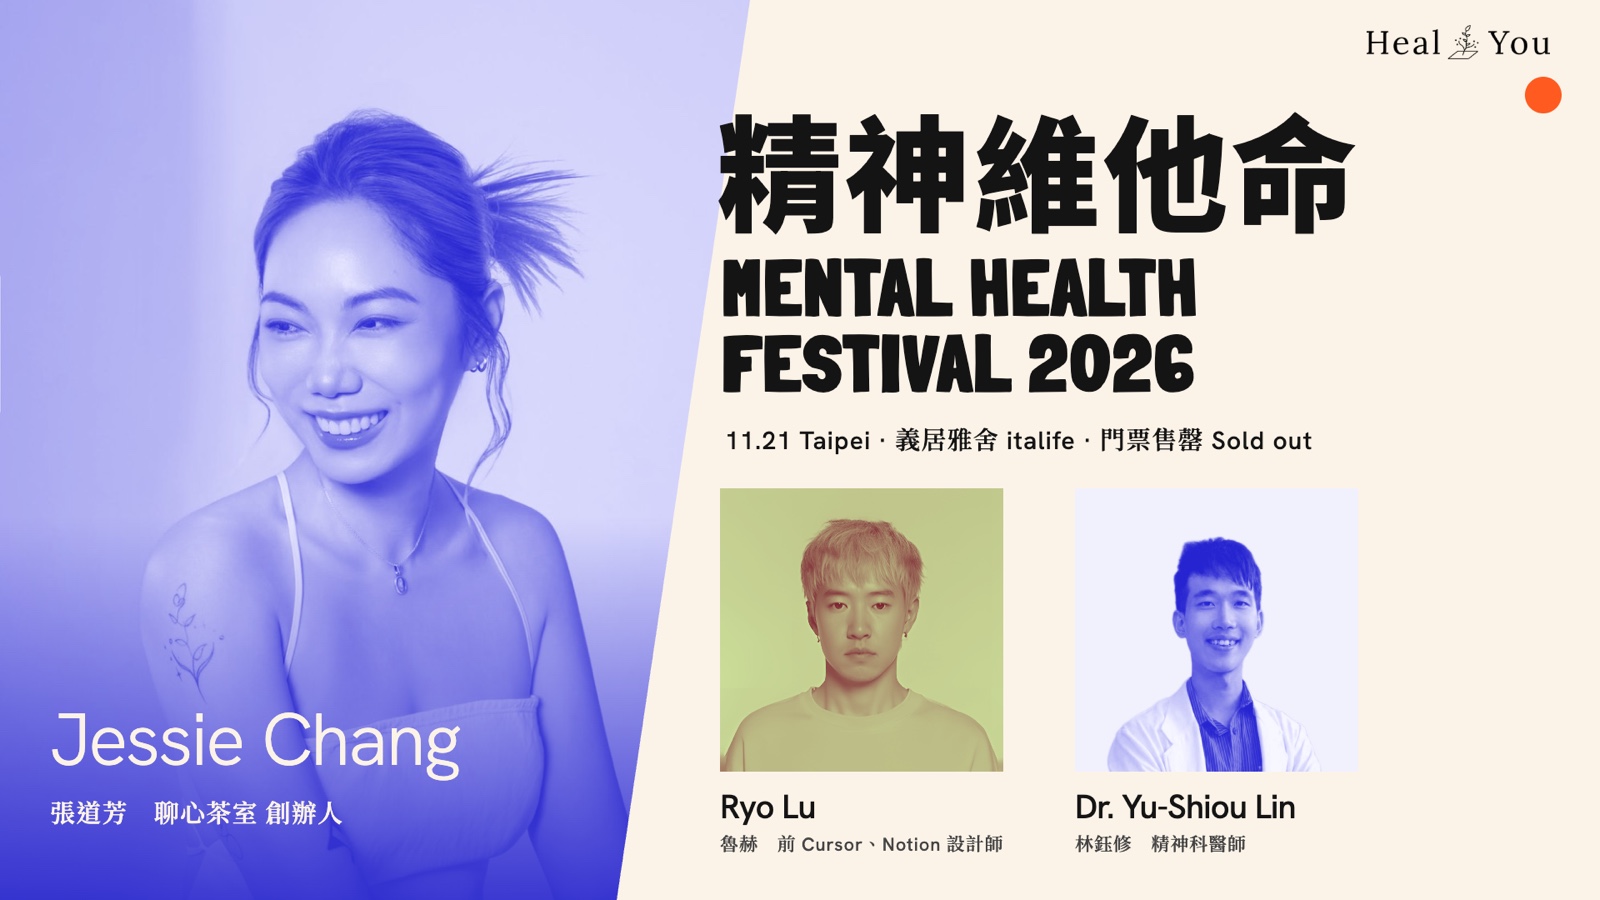 Heal You
精神維他命
MENTAL HEALTH
FESTIVAL 2026
11.21 Taipei · 義居雅舍 italife · 門票售罄 Sold out
Jessie Chang
張道芳 聊心茶室 創辦人
Ryo Lu
魯赫 前 Cursor、Notion 設計師
Dr. Yu-Shiou Lin
林鈺修 精神科醫師